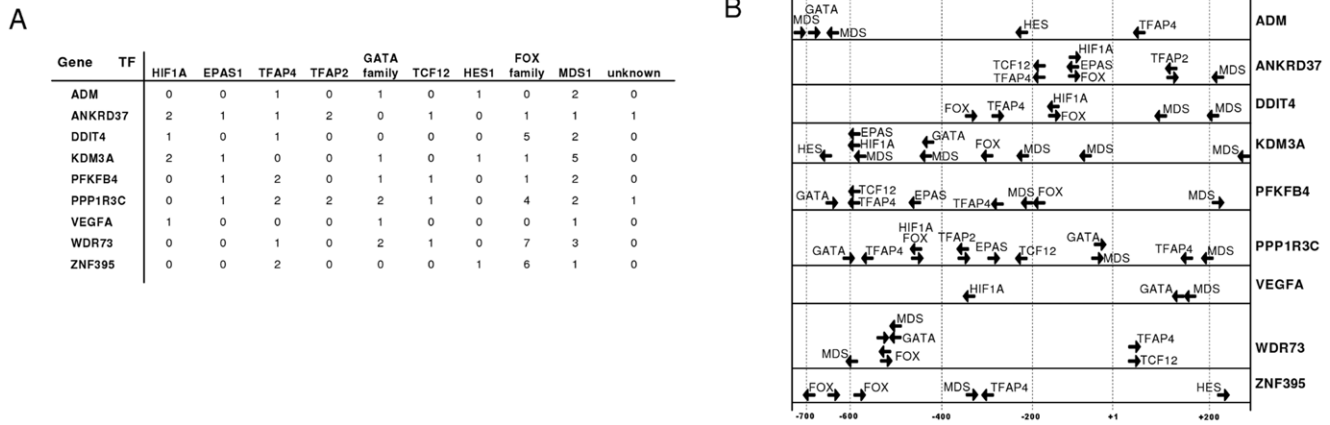 A
Gene TF HIF1A EPAS1 TFAP4 TFAP2 GATA family TCF12 HES1 FOX family MDS1 unknown
ADM 0 0 1 0 1 0 1 0 2 0
ANKRD37 2 1 1 2 0 1 0 1 1 1
DDIT4 1 0 1 0 0 0 0 5 2 0
KDM3A 2 1 0 0 1 0 1 1 5 0
PFKFB4 0 1 2 0 1 1 0 1 2 0
PPP1R3C 0 1 2 2 2 1 0 4 2 1
VEGFA 1 0 0 0 1 0 0 0 1 0
WDR73 0 0 1 0 2 1 0 7 3 0
ZNF395 0 0 2 0 0 0 1 6 1 0
B
GATA
MDS MDS HES TFAP4 ADM
HIF1A
TCF12 EPAS TFAP2 ANKRD37
TFAP4 FOX MDS
HIF1A DDIT4
FOX TFAP4 FOX MDS MDS
EPAS GATA
HIF1A FOX KDM3A
HES MDS MDS MDS MDS MDS
TCF12 EPAS MDS FOX PFKFB4
GATA TFAP4 TFAP4 MDS
HIF1A
FOX TFAP2 GATA PPP1R3C
GATA TFAP4 EPAS TCF12 MDS TFAP4 MDS
HIF1A GATA MDS VEGFA
MDS
GATA TFAP4 WDR73
MDS FOX TCF12
FOX FOX MDS TFAP4 HES ZNF395
-700 -600 -400 -200 +1 +200